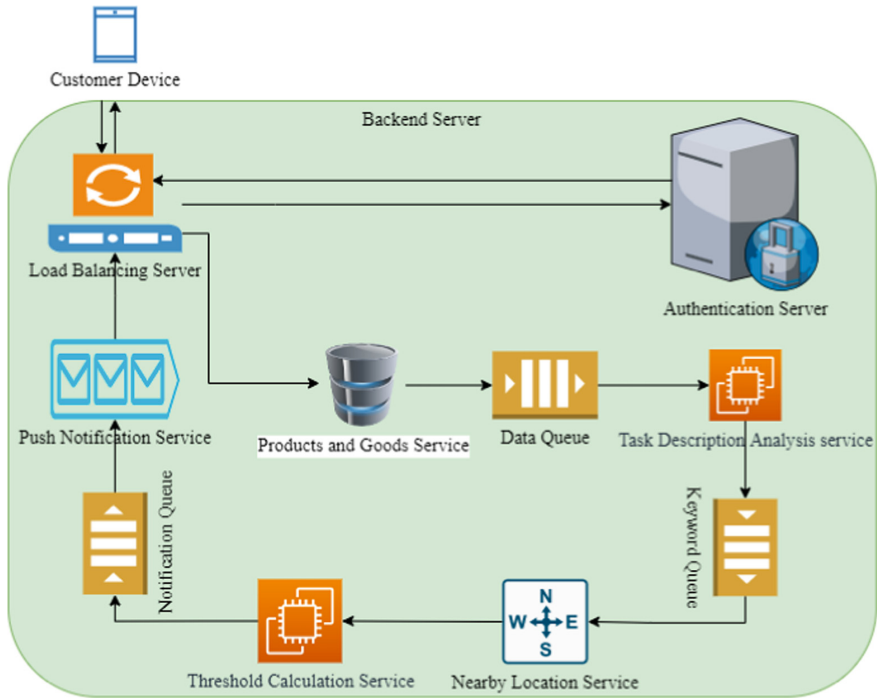 Customer Device
Backend Server
Load Balancing Server
Authentication Server
Push Notification Service
Products and Goods Service
Data Queue
Task Description Analysis service
Notification Queue
Keyword Queue
N
W E
S
Threshold Calculation Service
Nearby Location Service